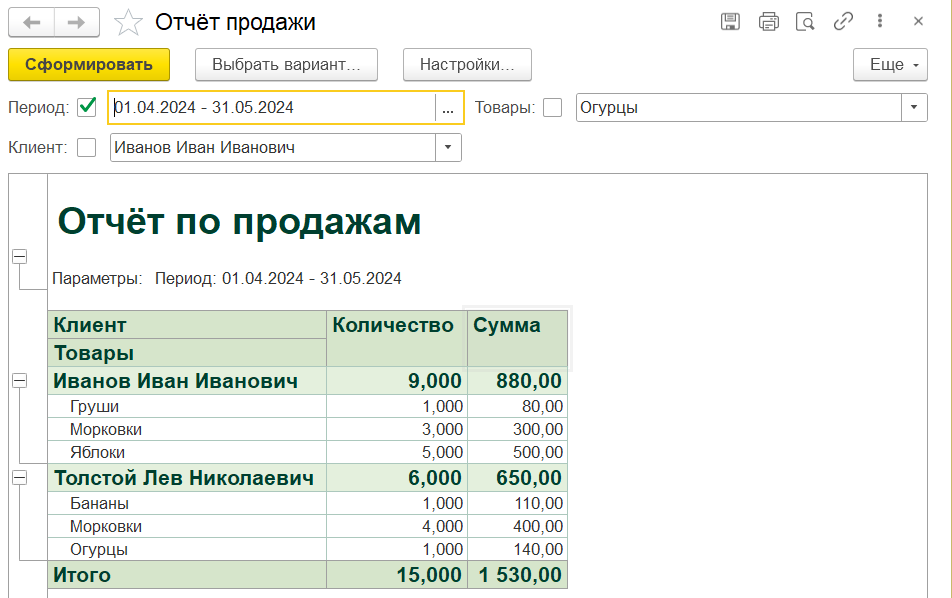 Отчёт продажи
Сформировать Выбрать вариант... Настройки... Еще
Период: 01.04.2024 - 31.05.2024 ... Товары: Огурцы
Клиент: Иванов Иван Иванович
Отчёт по продажам
Параметры: Период: 01.04.2024 - 31.05.2024
Клиент Количество Сумма
Товары
Иванов Иван Иванович 9,000 880,00
Груши 1,000 80,00
Морковки 3,000 300,00
Яблоки 5,000 500,00
Толстой Лев Николаевич 6,000 650,00
Бананы 1,000 110,00
Морковки 4,000 400,00
Огурцы 1,000 140,00
Итого 15,000 1 530,00